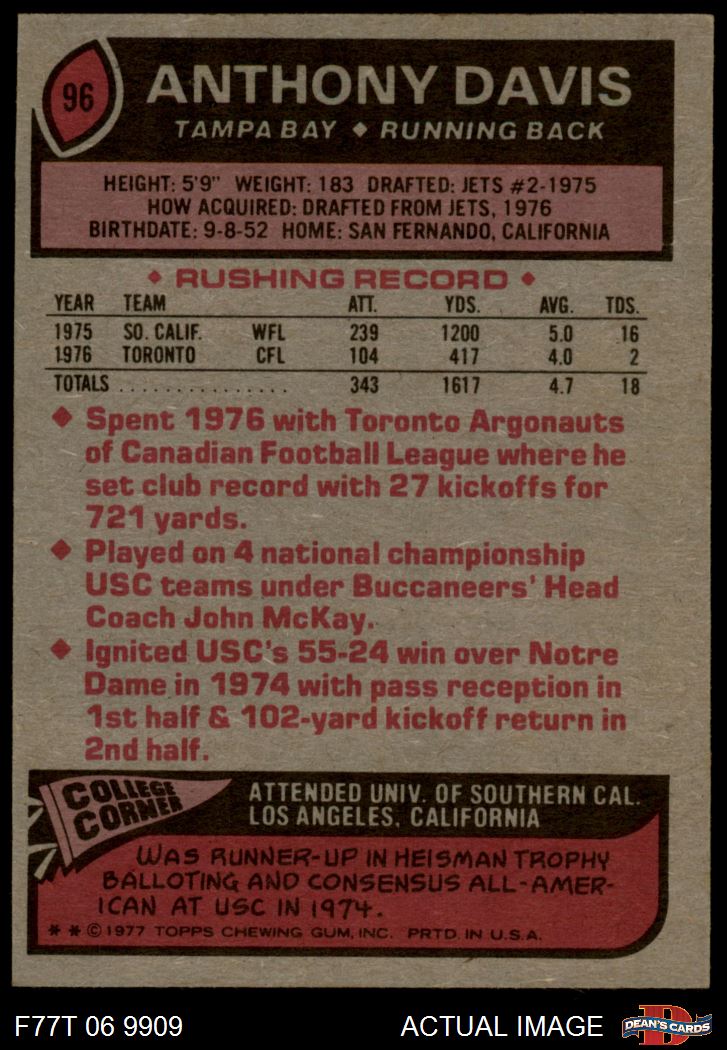 96
ANTHONY DAVIS
TAMPA BAY ♦ RUNNING BACK
HEIGHT: 5'9" WEIGHT: 183 DRAFTED: JETS #2-1975
HOW ACQUIRED: DRAFTED FROM JETS, 1976
BIRTHDATE: 9-8-52 HOME: SAN FERNANDO, CALIFORNIA
♦ RUSHING RECORD ♦
YEAR TEAM ATT. YDS. AVG. TDS.
1975 SO. CALIF. WFL 239 1200 5.0 16
1976 TORONTO CFL 104 417 4.0 2
TOTALS . . . . . . . . . . . . . . . 343 1617 4.7 18
♦ Spent 1976 with Toronto Argonauts
of Canadian Football League where he
set club record with 27 kickoffs for
721 yards.
♦ Played on 4 national championship
USC teams under Buccaneers' Head
Coach John McKay.
♦ Ignited USC's 55-24 win over Notre
Dame in 1974 with pass reception in
1st half & 102-yard kickoff return in
2nd half.
COLLEGE
CORNER
ATTENDED UNIV. OF SOUTHERN CAL.
LOS ANGELES, CALIFORNIA
WAS RUNNER-UP IN HEISMAN TROPHY
BALLOTING AND CONSENSUS ALL-AMER-
ICAN AT USC IN 1974.
* * © 1977 TOPPS CHEWING GUM, INC. PRTD. IN U.S.A.
F77T 06 9909 ACTUAL IMAGE
D
DEAN'S CARDS